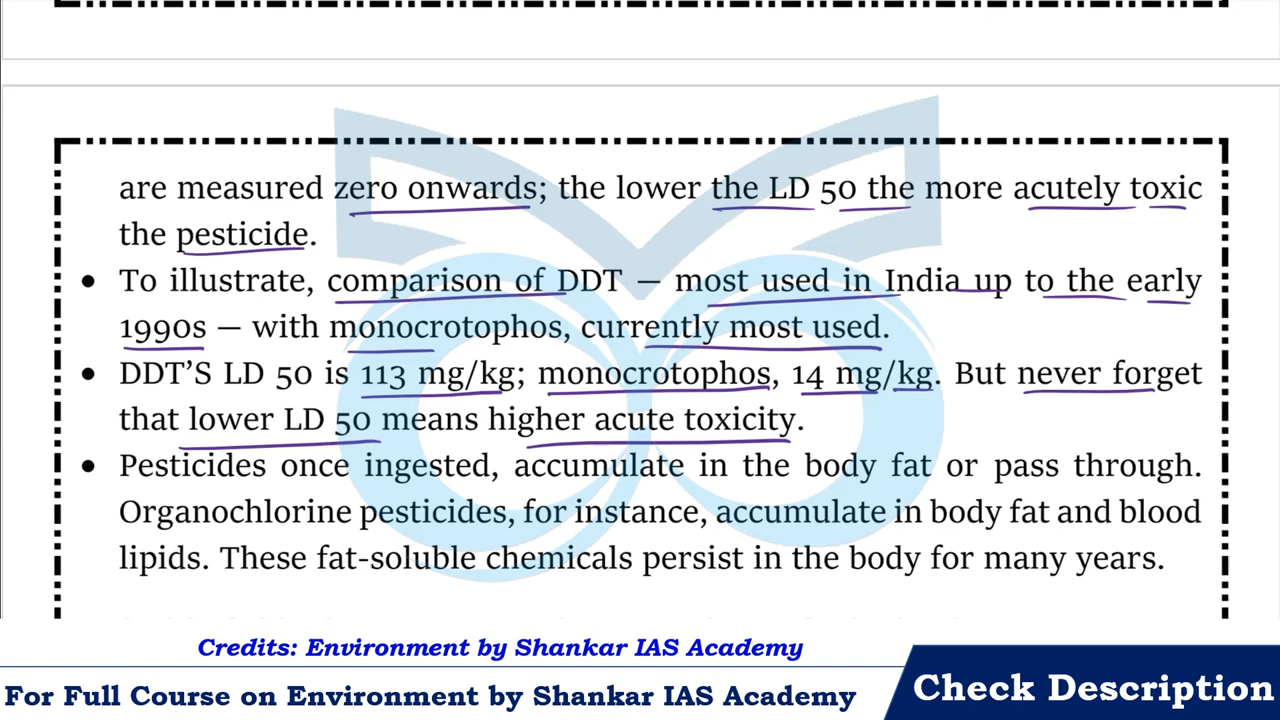 are measured zero onwards; the lower the LD 50 the more acutely toxic
the pesticide.
• To illustrate, comparison of DDT — most used in India up to the early
1990s — with monocrotophos, currently most used.
• DDT’S LD 50 is 113 mg/kg; monocrotophos, 14 mg/kg. But never forget
that lower LD 50 means higher acute toxicity.
• Pesticides once ingested, accumulate in the body fat or pass through.
Organochlorine pesticides, for instance, accumulate in body fat and blood
lipids. These fat-soluble chemicals persist in the body for many years.
Credits: Environment by Shankar IAS Academy
For Full Course on Environment by Shankar IAS Academy
Check Description